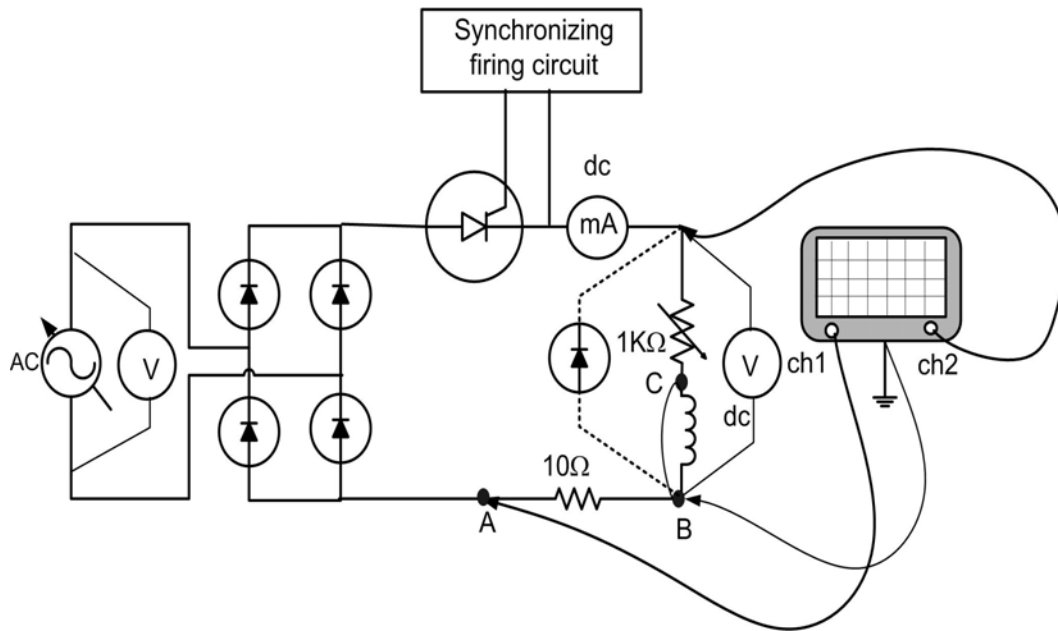 Synchronizing
firing circuit
dc
mA
AC
V
1KΩ
C
V
dc
ch1
ch2
10Ω
A
B